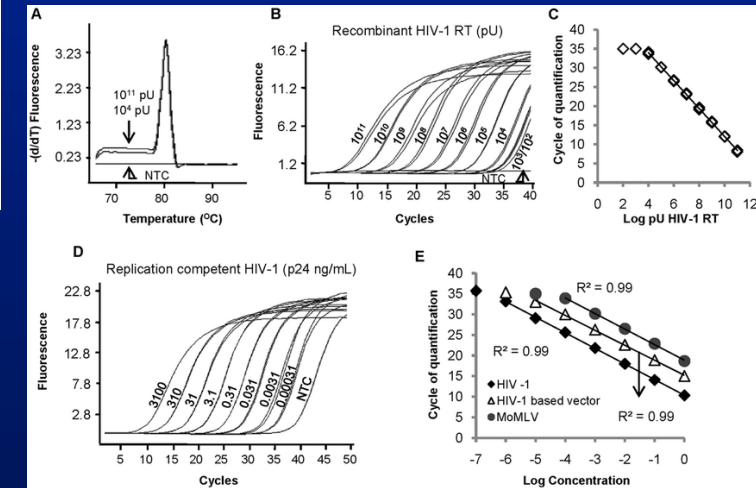 A
-(d/dT) Fluorescence
3.23
2.23
1.23
0.23
10¹¹ pU
10⁴ pU
NTC
70 80 90
Temperature (⁰C)
B
Recombinant HIV-1 RT (pU)
Fluorescence
16.2
11.2
6.2
1.2
10¹¹ 10¹⁰ 10⁹ 10⁸ 10⁷ 10⁶ 10⁵ 10⁴ 10³/10²
NTC
5 10 15 20 25 30 35 40
Cycles
C
Cycle of quantification
40
35
30
25
20
15
10
5
0
0 2 4 6 8 10 12
Log pU HIV-1 RT
D
Replication competent HIV-1 (p24 ng/mL)
Fluorescence
22.8
17.8
12.8
7.8
2.8
3100 310 31 3.1 0.31 0.031 0.0031 0.00031 NTC
5 10 15 20 25 30 35 40 45 50
Cycles
E
Cycle of quantification
40
35
30
25
20
15
10
5
0
R² = 0.99
R² = 0.99
R² = 0.99
HIV -1
HIV-1 based vector
MoMLV
-7 -6 -5 -4 -3 -2 -1 0
Log Concentration